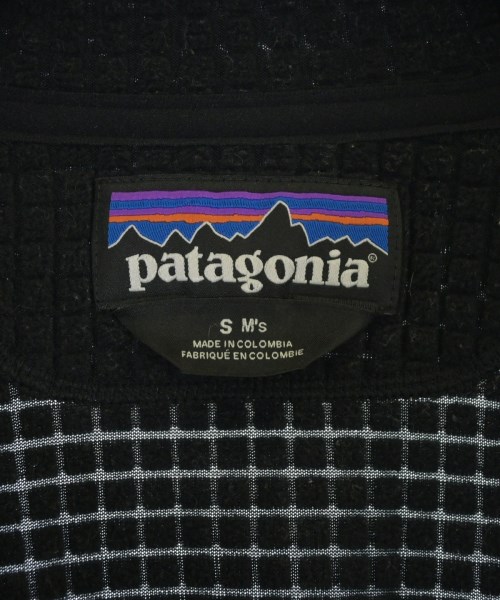 patagonia®
S M's
MADE IN COLOMBIA
FABRIQUÉ EN COLOMBIE